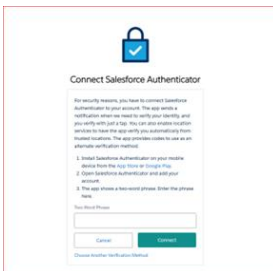 Connect Salesforce Authenticator
For security reasons, you have to connect Salesforce
Authenticator to your account. The app sends a
notification when we need to verify your identity, and
you verify with just a tap. You can also enable location
services to have the app verify you automatically from
trusted locations. The app provides codes to use as an
alternate verification method.
1. Install Salesforce Authenticator on your mobile
device from the App Store or Google Play.
2. Open Salesforce Authenticator and add your
account.
3. The app shows a two-word phrase. Enter the phrase
here.
Two-Word Phrase
Cancel
Connect
Choose Another Verification Method